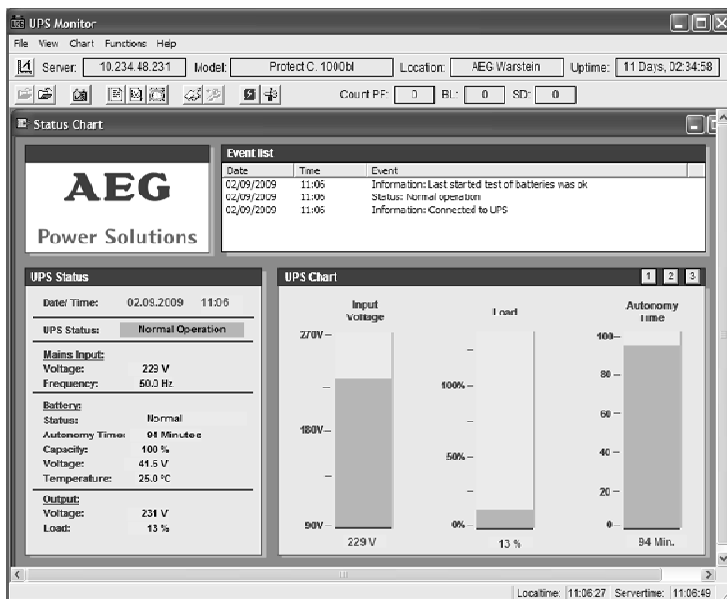 UPS Monitor
File View Chart Functions Help
Server: 10.234.48.231 Model: Protect C. 1000bl Location: AEG Warstein Uptime: 11 Days, 02:34:58
Count PF: 0 BL: 0 SD: 0
Status Chart
AEG
Power Solutions
Event list
Date Time Event
02/09/2009 11:06 Information: Last started test of batteries was ok
02/09/2009 11:06 Status: Normal operation
02/09/2009 11:06 Information: Connected to UPS
UPS Status
Date/ Time: 02.09.2009 11:06
UPS Status: Normal Operation
Mains Input:
Voltage: 229 V
Frequency: 50.0 Hz
Battery:
Status: Normal
Autonomy Time: 94 Minutes
Capacity: 100 %
Voltage: 41.5 V
Temperature: 25.0 °C
Output:
Voltage: 231 V
Load: 13 %
UPS Chart
1 2 3
Input
Voltage
270V
180V
90V
229 V
Load
100%
50%
0%
13 %
Autonomy
Time
100
80
60
40
20
0
94 Min.
Localtime: 11:06:27 Servertime: 11:06:49